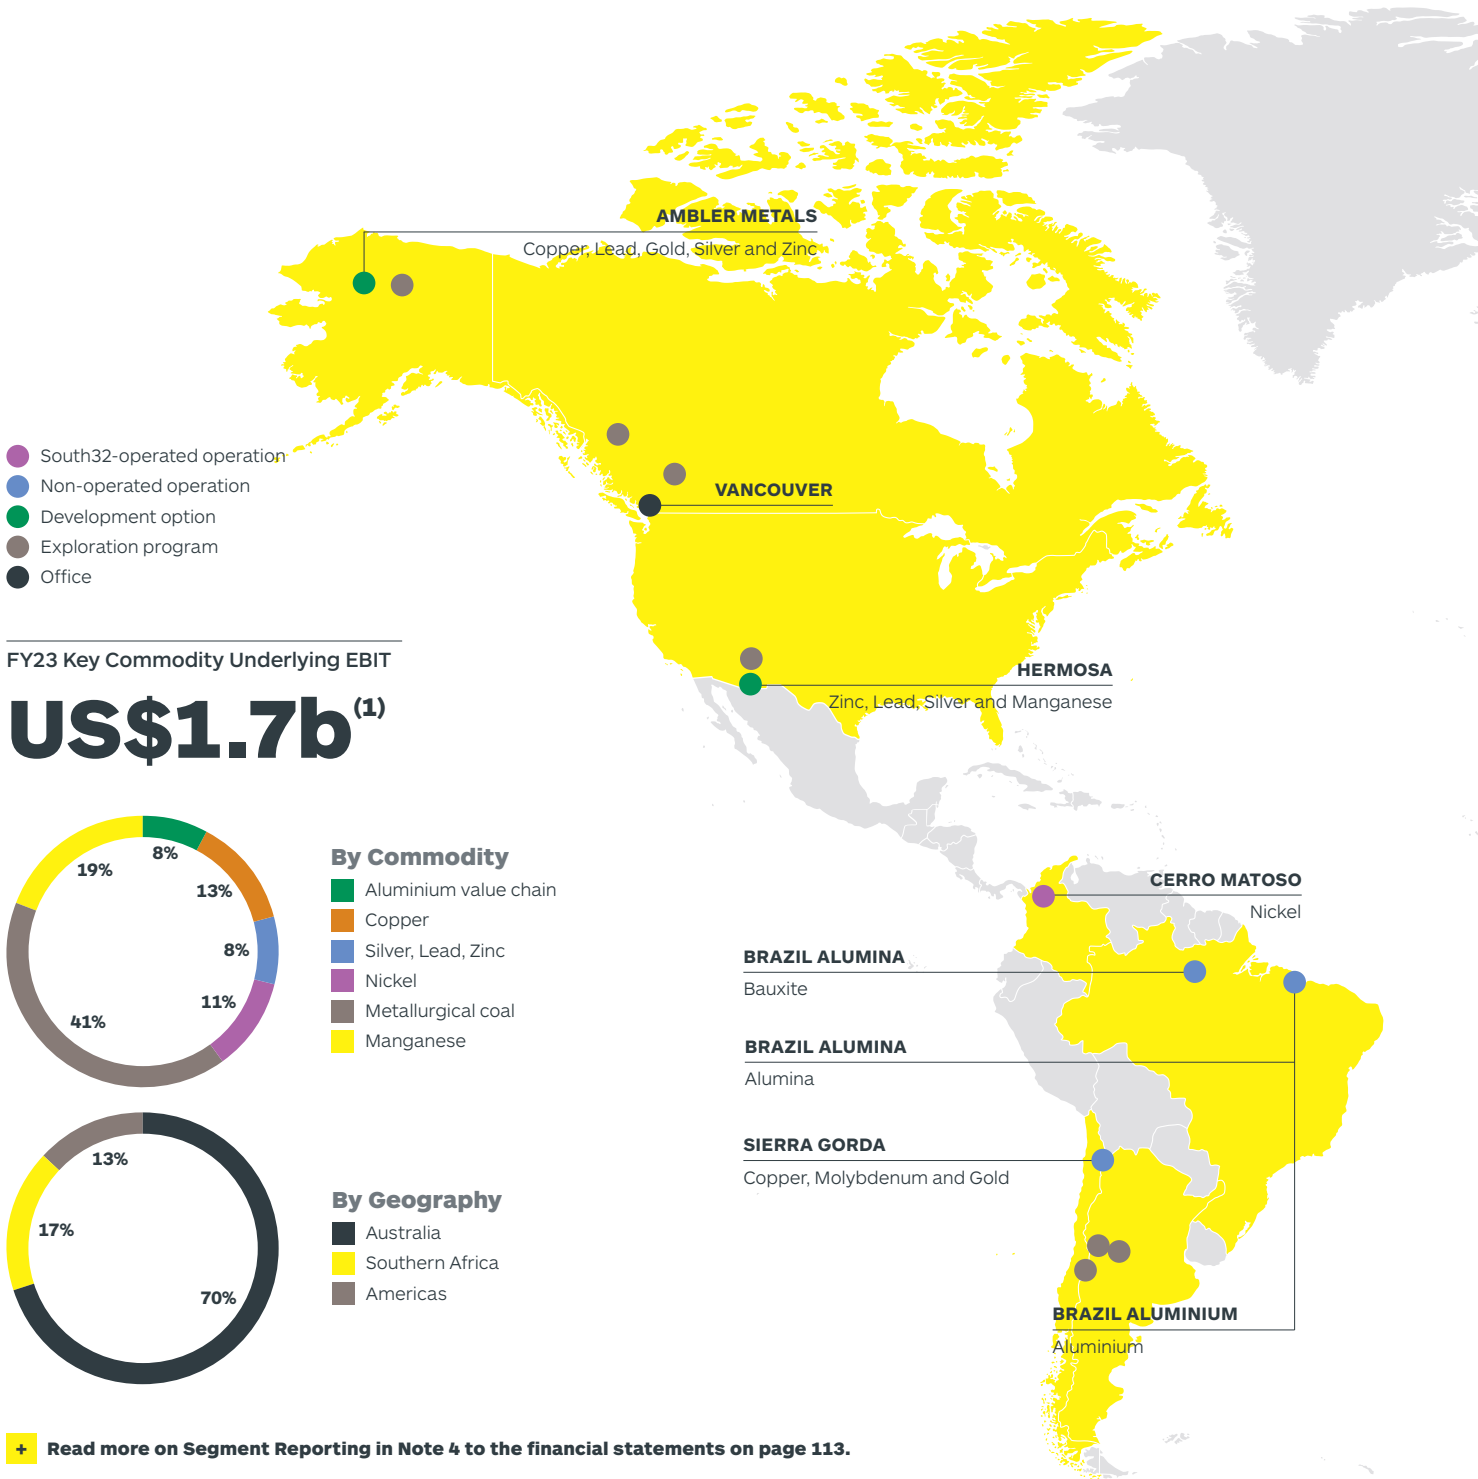 AMBLER METALS
Copper, Lead, Gold, Silver and Zinc
South32-operated operation
Non-operated operation
Development option
Exploration program
Office
VANCOUVER
FY23 Key Commodity Underlying EBIT
US$1.7b(1)
HERMOSA
Zinc, Lead, Silver and Manganese
8%
13%
8%
11%
41%
19%
By Commodity
Aluminium value chain
Copper
Silver, Lead, Zinc
Nickel
Metallurgical coal
Manganese
CERRO MATOSO
Nickel
BRAZIL ALUMINA
Bauxite
BRAZIL ALUMINA
Alumina
SIERRA GORDA
Copper, Molybdenum and Gold
BRAZIL ALUMINIUM
Aluminium
13%
17%
70%
By Geography
Australia
Southern Africa
Americas
+ Read more on Segment Reporting in Note 4 to the financial statements on page 113.